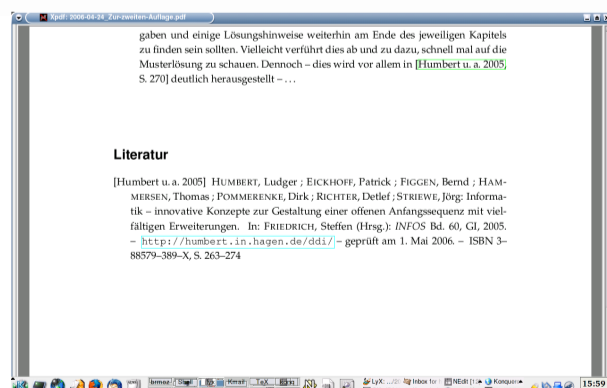 Xpdf: 2006-04-24_Zur-zweiten-Auflage.pdf
gaben und einige Lösungshinweise weiterhin am Ende des jeweiligen Kapitels
zu finden sein sollten. Vielleicht verführt dies ab und zu dazu, schnell mal auf die
Musterlösung zu schauen. Dennoch – dies wird vor allem in [Humbert u. a. 2005,
S. 270] deutlich herausgestellt – …
Literatur
[Humbert u. a. 2005] HUMBERT, Ludger ; EICKHOFF, Patrick ; FIGGEN, Bernd ; HAM-
MERSEN, Thomas ; POMMERENKE, Dirk ; RICHTER, Detlef ; STRIEWE, Jörg: Informa-
tik – innovative Konzepte zur Gestaltung einer offenen Anfangssequenz mit viel-
fältigen Erweiterungen. In: FRIEDRICH, Steffen (Hrsg.): INFOS Bd. 60, GI, 2005.
– http://humbert.in.hagen.de/ddi/ – geprüft am 1. Mai 2006. – ISBN 3–
88579–389–X, S. 263–274
Kmail TeX LyX: Inbox for NEdit Konquer 15:59